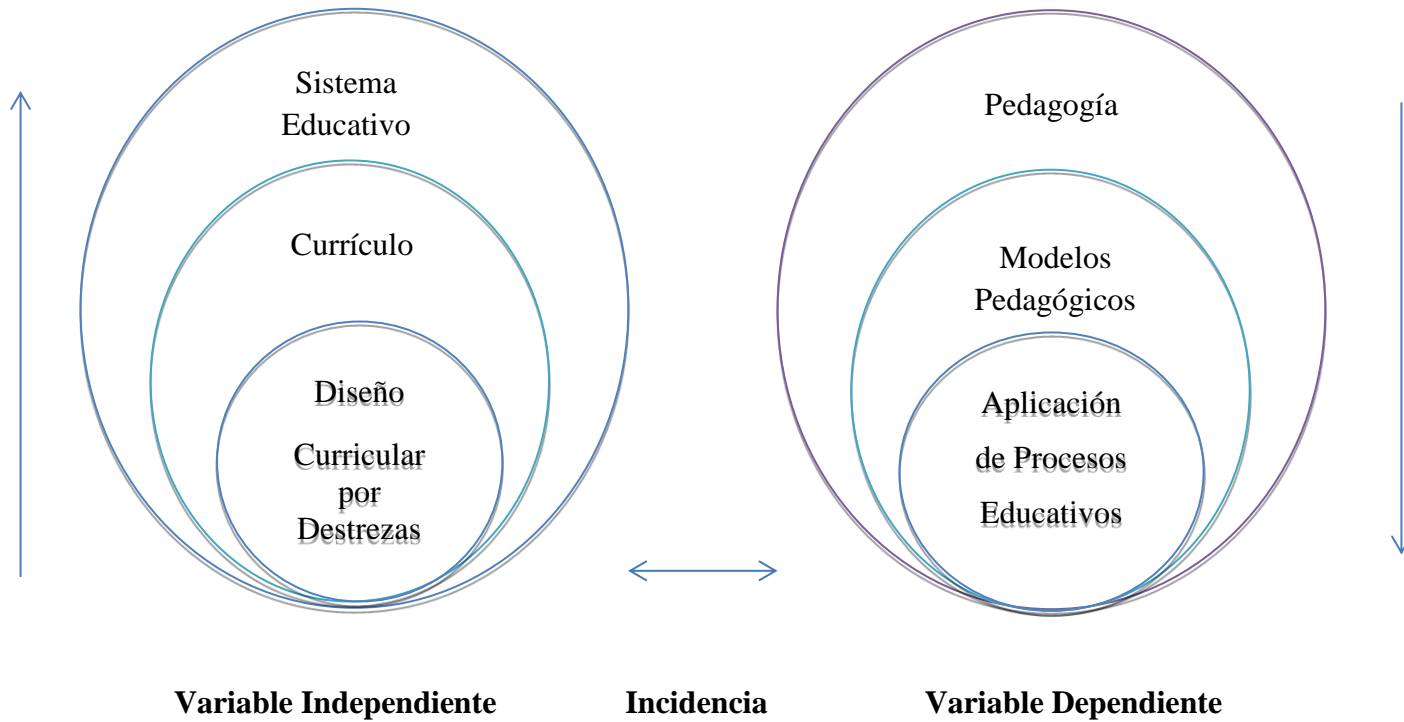 Sistema
Educativo
Currículo
Diseño
Curricular
por
Destrezas
Pedagogía
Modelos
Pedagógicos
Aplicación
de Procesos
Educativos
Variable Independiente
Incidencia
Variable Dependiente